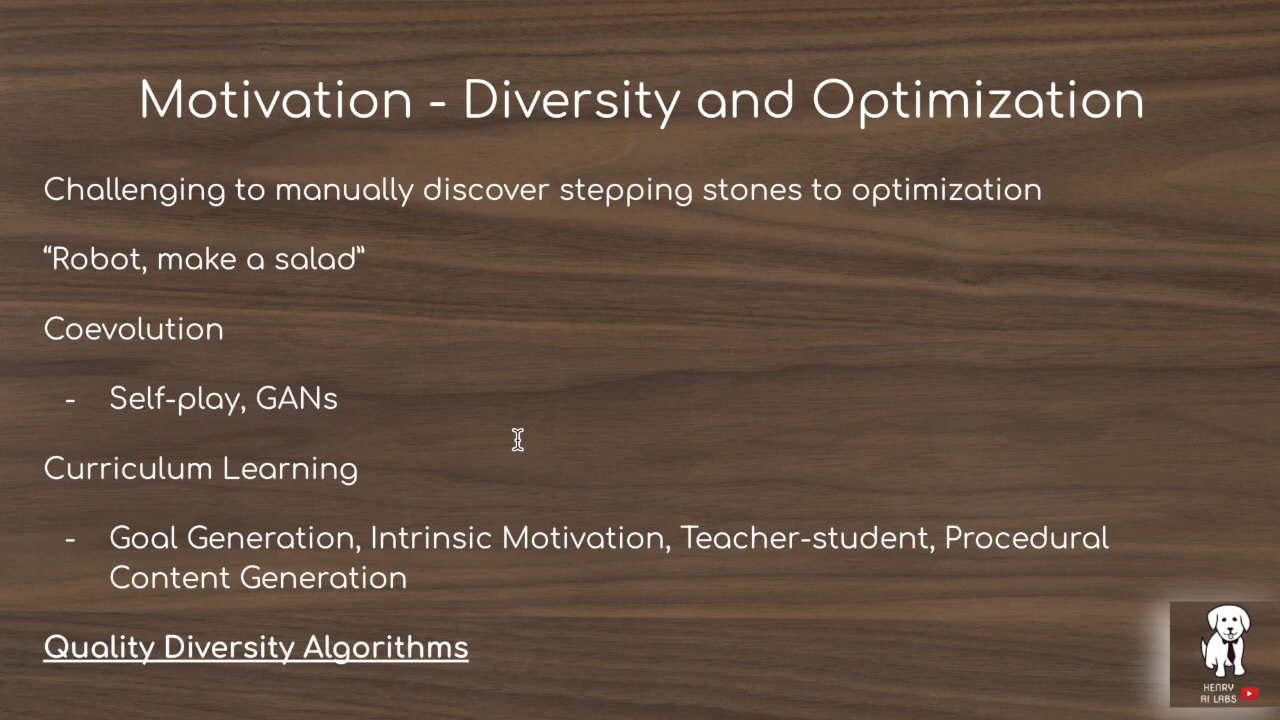 Motivation - Diversity and Optimization
Challenging to manually discover stepping stones to optimization
“Robot, make a salad”
Coevolution
- Self-play, GANs
Curriculum Learning
- Goal Generation, Intrinsic Motivation, Teacher-student, Procedural
Content Generation
Quality Diversity Algorithms
HENRY
AI LABS